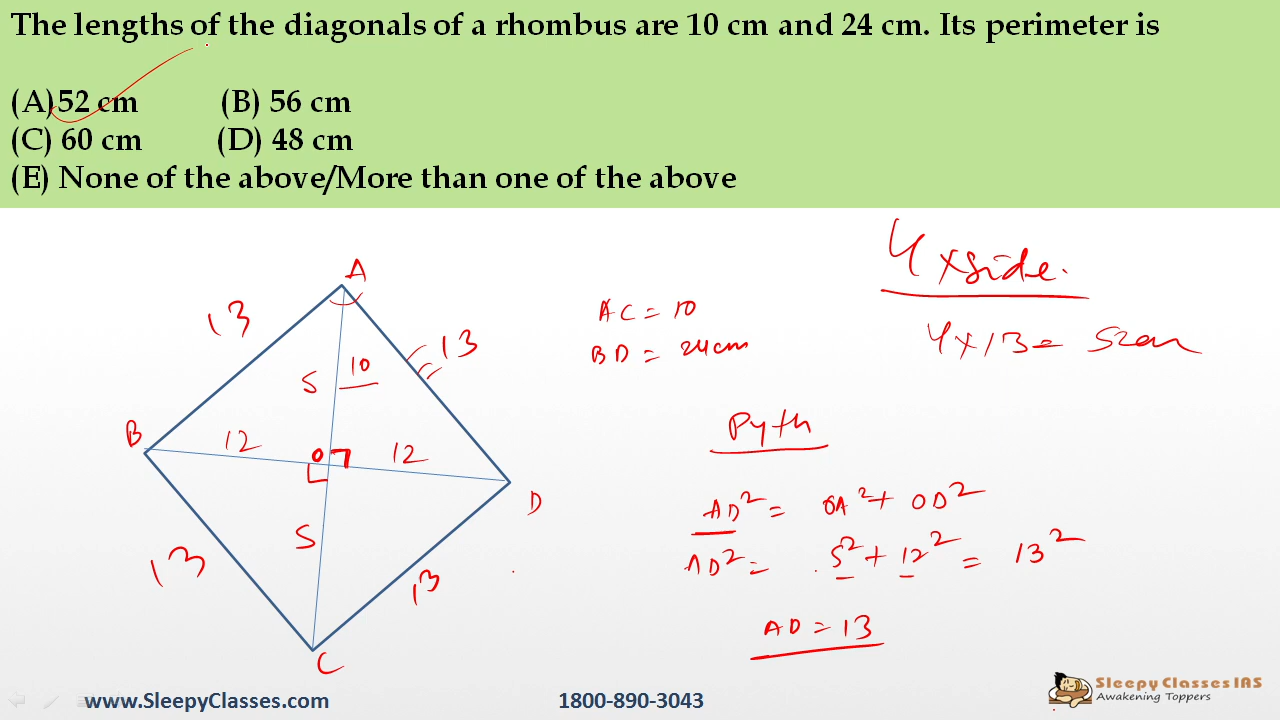 The lengths of the diagonals of a rhombus are 10 cm and 24 cm. Its perimeter is
(A) 52 cm (B) 56 cm
(C) 60 cm (D) 48 cm
(E) None of the above/More than one of the above
4 x side.
4 x 13 = 52cm
A
13
13
AC = 10
BD = 24cm
5 10
B
12
O
12
Pyth
D
AD² = OA² + OD²
5
AD² = 5² + 12² = 13²
13
13
AD = 13
C
www.SleepyClasses.com
1800-890-3043
Sleepy Classes IAS
Awakening Toppers